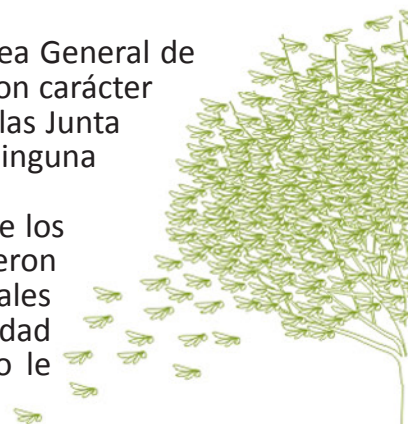 ea General de
on carácter
las Junta
inguna
e los
eron
ales
dad
o le